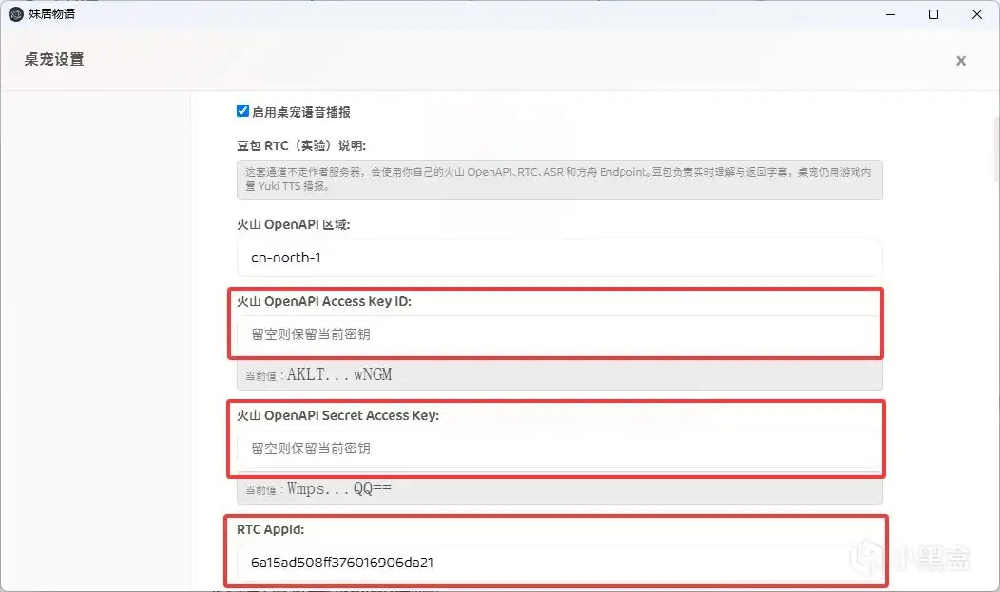 妹居物语
桌宠设置
启用桌宠语音播报
豆包 RTC（实验）说明:
这套通道不走作者服务器，会使用你自己的火山 OpenAPI、RTC、ASR 和方舟 Endpoint。豆包负责实时理解与返回字幕，桌宠仍用游戏内
置 Yuki TTS 播报。
火山 OpenAPI 区域:
cn-north-1
火山 OpenAPI Access Key ID:
留空则保留当前密钥
当前值：AKLT...wNGM
火山 OpenAPI Secret Access Key:
留空则保留当前密钥
当前值：Wmps...QQ==
RTC AppId:
6a15ad508ff376016906da21
小黑盒